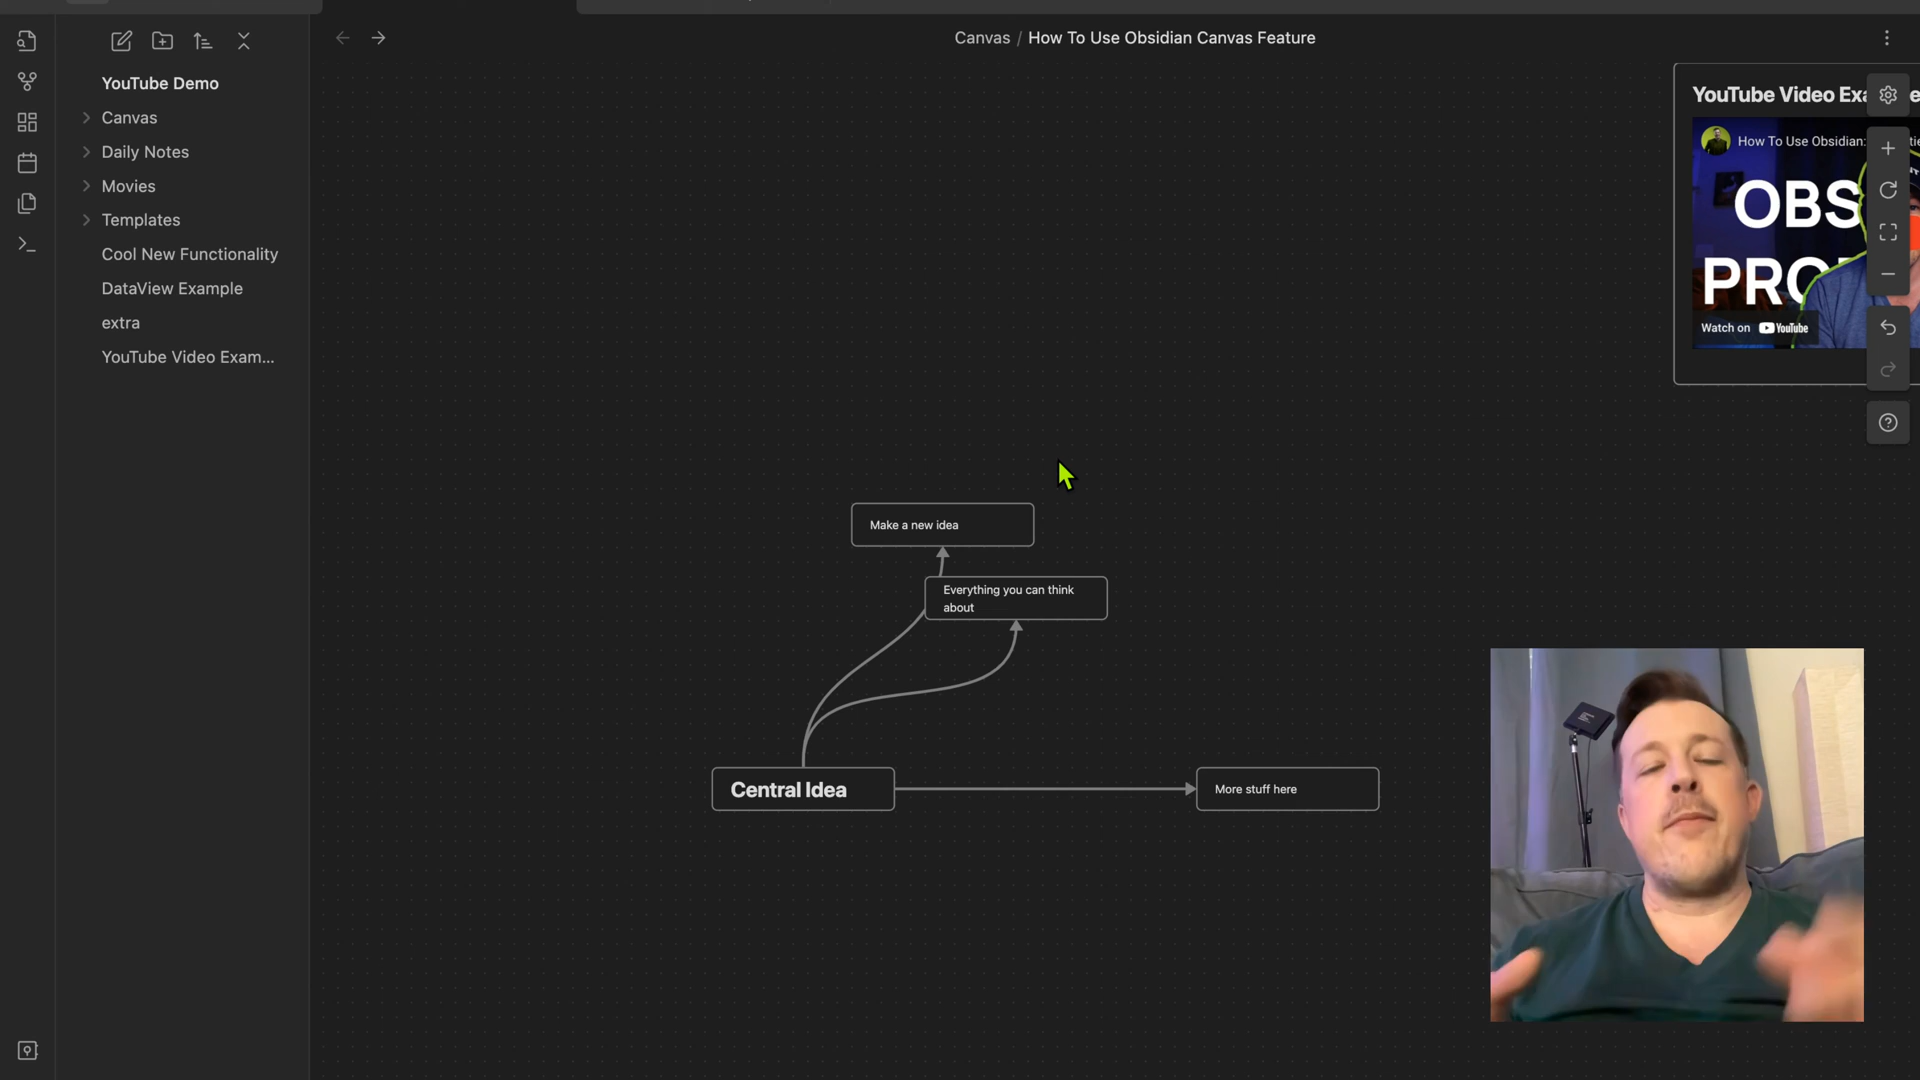 Canvas / How To Use Obsidian Canvas Feature
YouTube Demo
Canvas
Daily Notes
Movies
Templates
Cool New Functionality
DataView Example
extra
YouTube Video Exam...
YouTube Video Exa
How To Use Obsidian:
OBS
PRO
Watch on YouTube
Make a new idea
Everything you can think
about
Central Idea
More stuff here